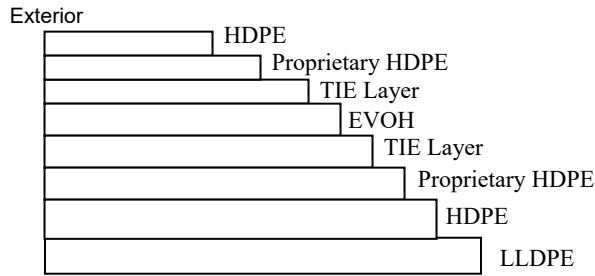 Exterior
HDPE
Proprietary HDPE
TIE Layer
EVOH
TIE Layer
Proprietary HDPE
HDPE
LLDPE